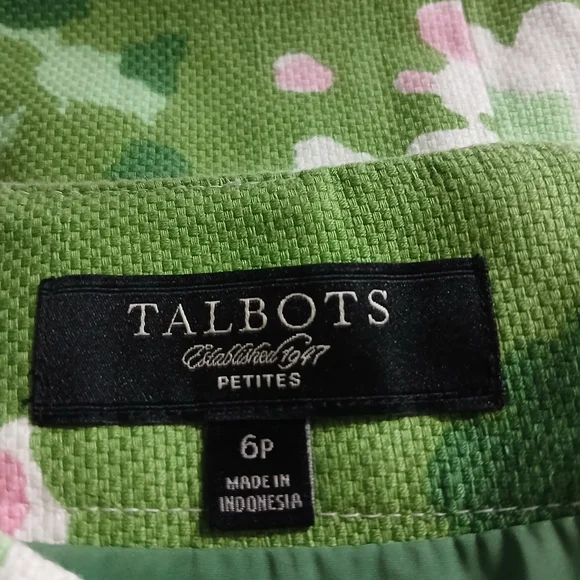 TALBOTS
Established 1947
PETITES
6P
MADE IN
INDONESIA